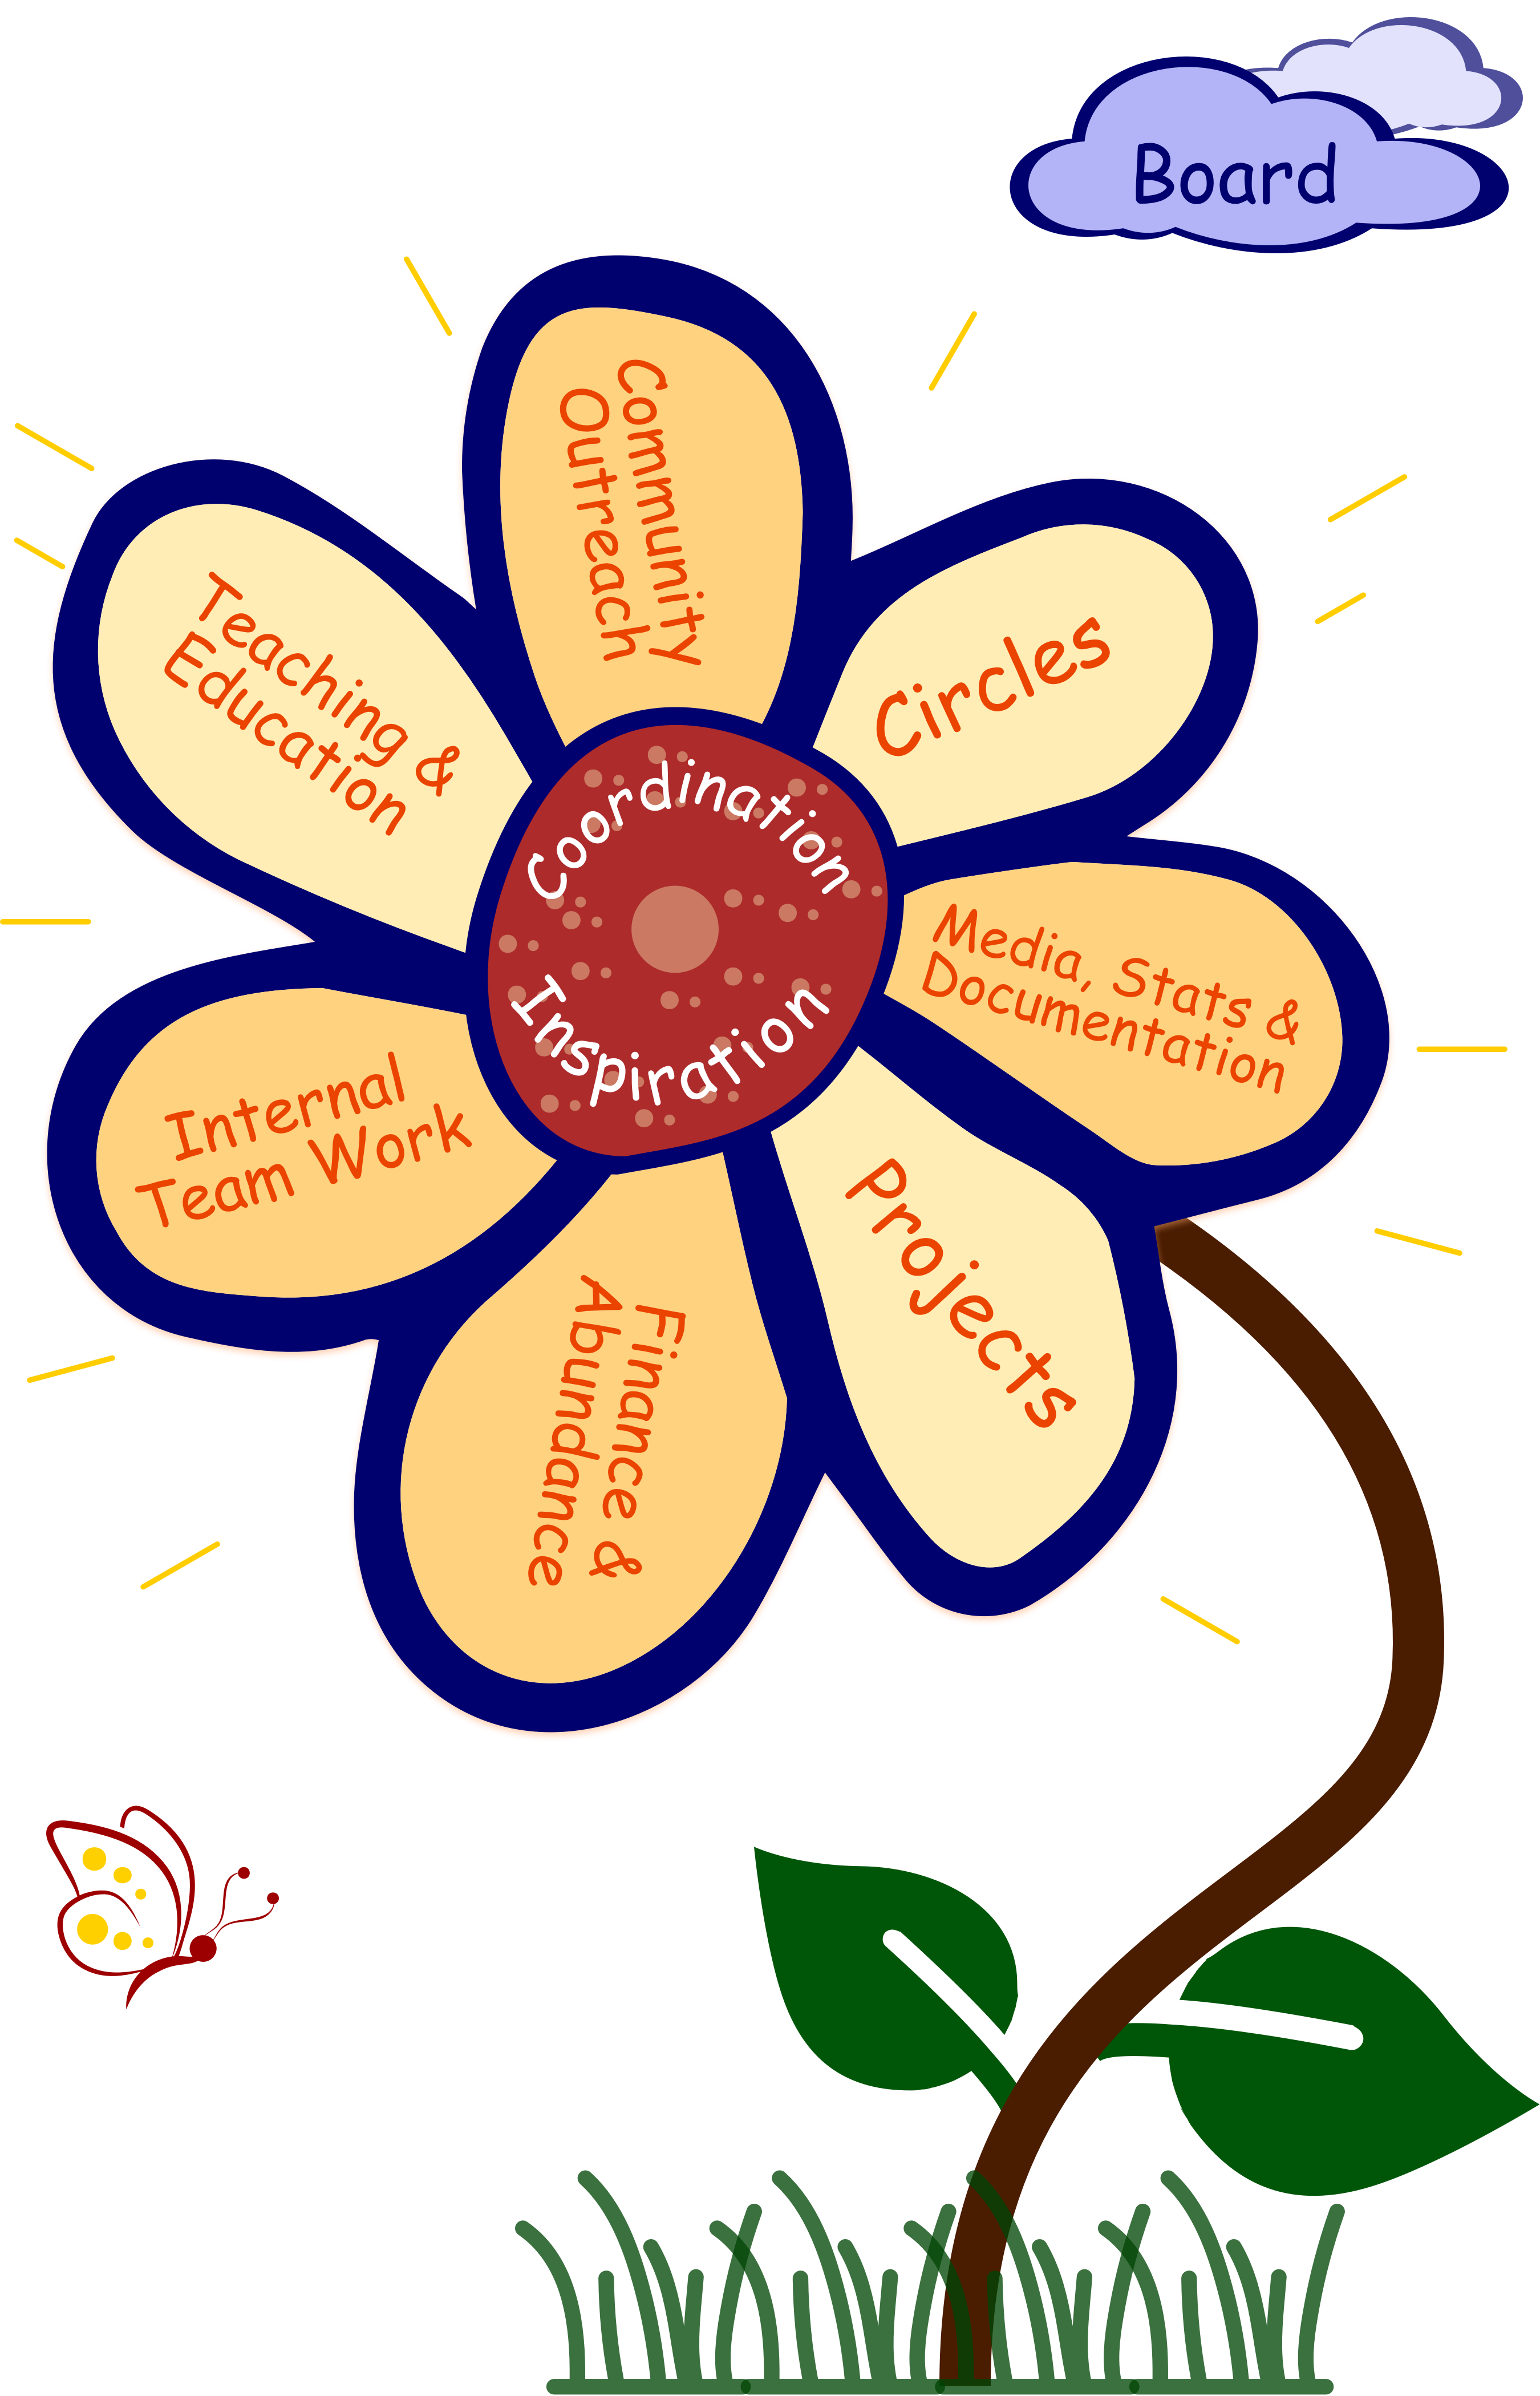 Board
Community
Outreach
Circles
Teaching &
Education
Coordination
Inspiration
Media, Stats &
Documentation
Internal
Team Work
Projects
Finance &
Abundance